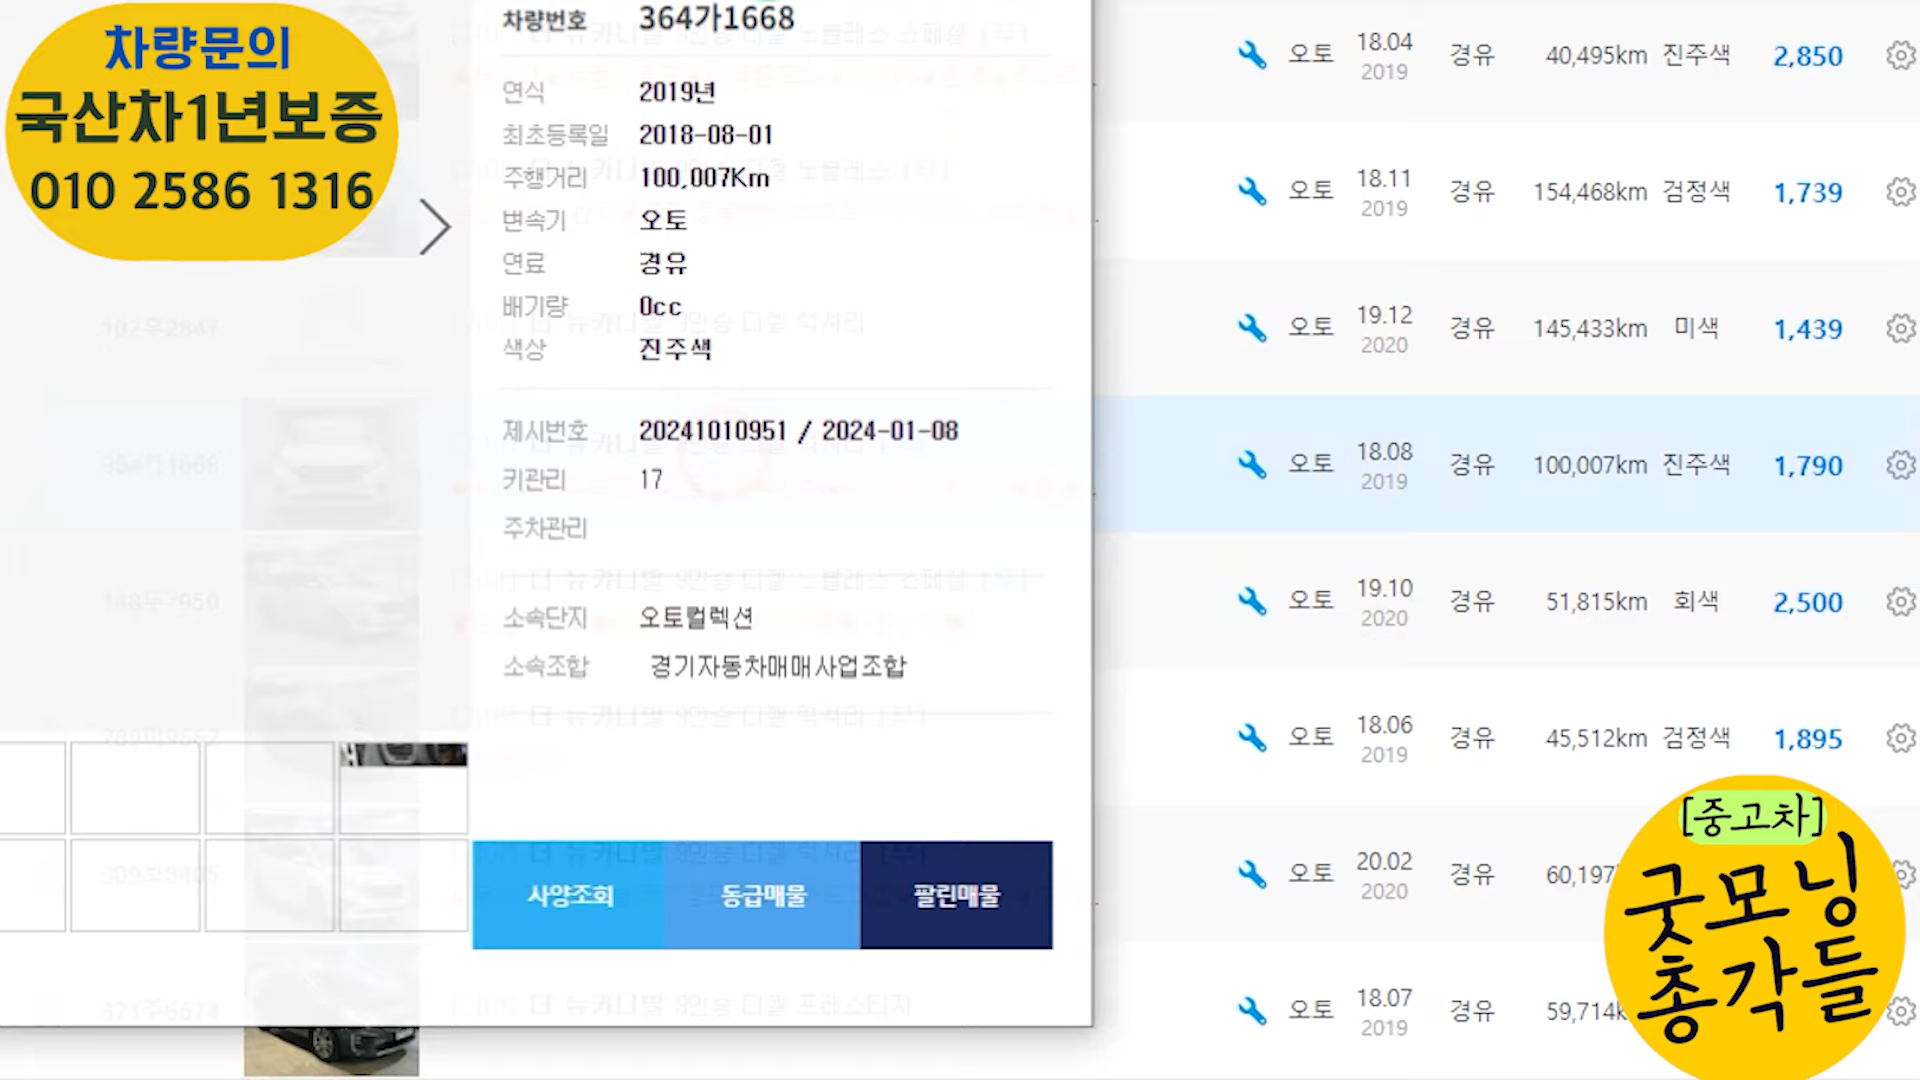 차량문의
국산차1년보증
010 2586 1316
차량번호 364가1668
연식 2019년
최초등록일 2018-08-01
주행거리 100,007Km
변속기 오토
연료 경유
배기량 0cc
색상 진주색
제시번호 20241010951 / 2024-01-08
키관리 17
주차관리
소속단지 오토컬렉션
소속조합 경기자동차매매사업조합
사양조회 동급매물 팔린매물
오토 18.04 2019 경유 40,495km 진주색 2,850
오토 18.11 2019 경유 154,468km 검정색 1,739
오토 19.12 2020 경유 145,433km 미색 1,439
오토 18.08 2019 경유 100,007km 진주색 1,790
오토 19.10 2020 경유 51,815km 회색 2,500
오토 18.06 2019 경유 45,512km 검정색 1,895
오토 20.02 2020 경유 60,197
오토 18.07 2019 경유 59,714k
[중고차]
굿모닝
총각들